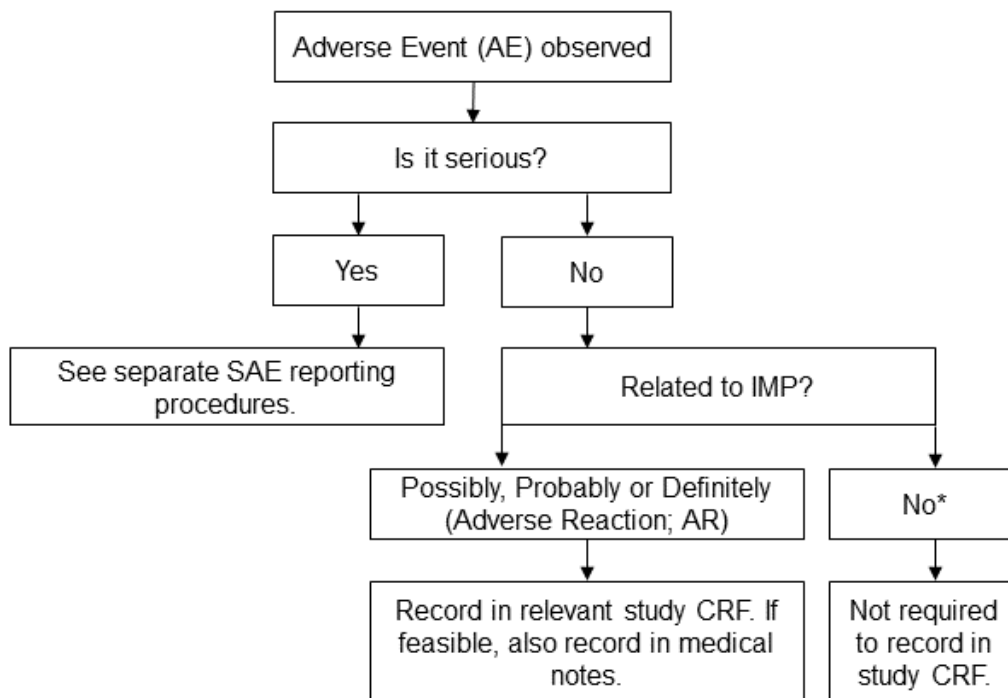 Adverse Event (AE) observed
Is it serious?
Yes
No
See separate SAE reporting
procedures.
Related to IMP?
Possibly, Probably or Definitely
(Adverse Reaction; AR)
No*
Record in relevant study CRF. If
feasible, also record in medical
notes.
Not required
to record in
study CRF.